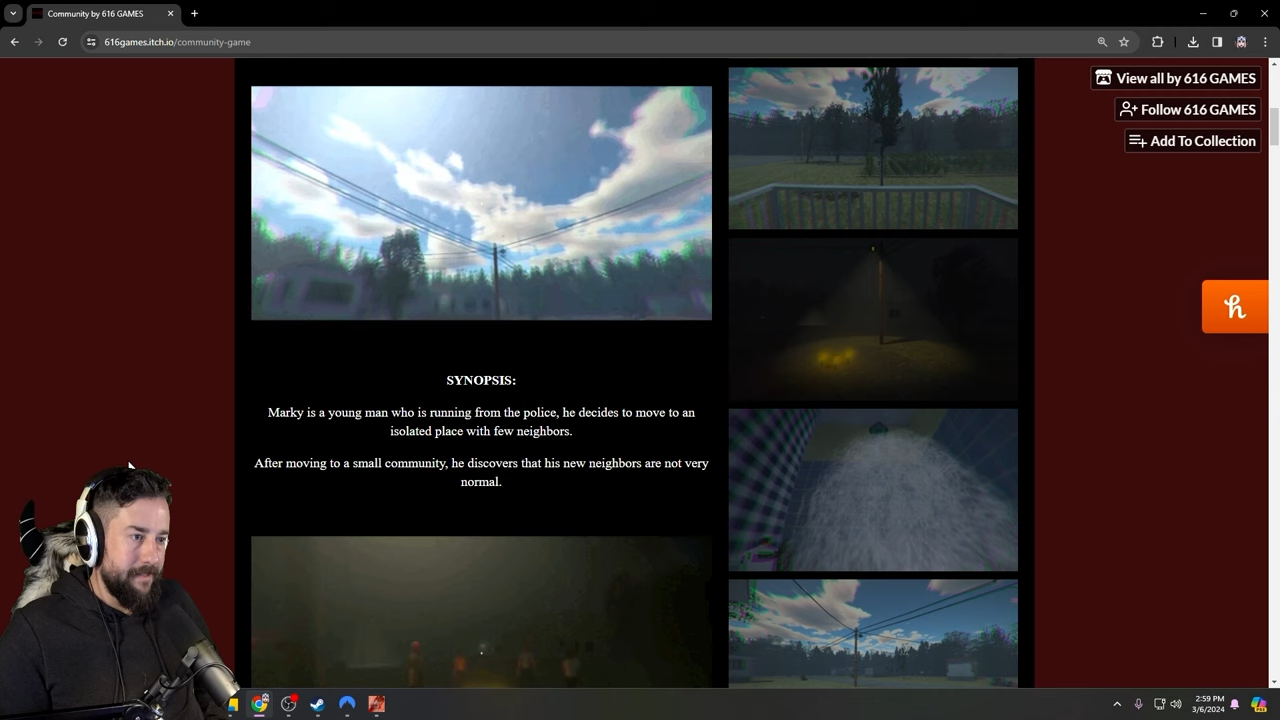 Community by 616 GAMES
616games.itch.io/community-game
View all by 616 GAMES
Follow 616 GAMES
Add To Collection
SYNOPSIS:
Marky is a young man who is running from the police, he decides to move to an
isolated place with few neighbors.
After moving to a small community, he discovers that his new neighbors are not very
normal.
2:59 PM
3/6/2024